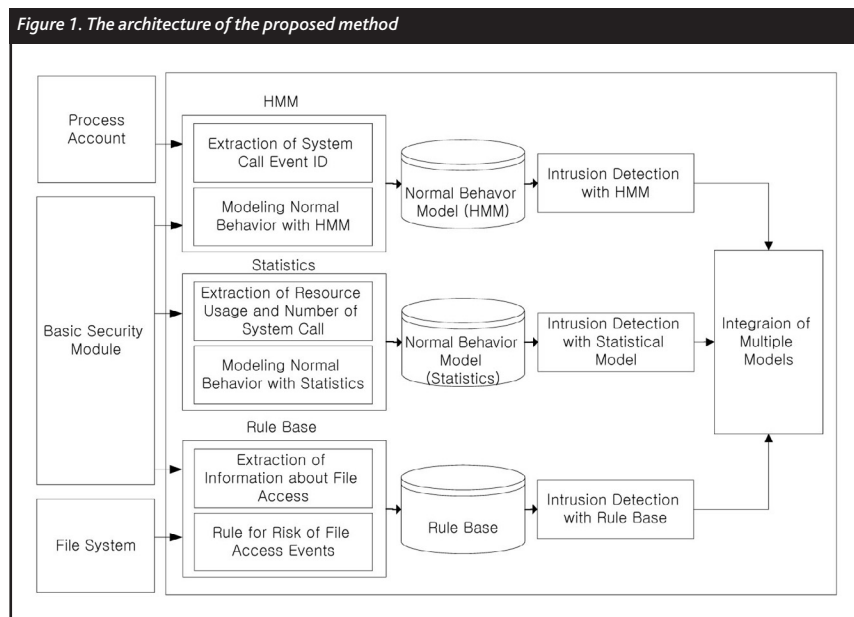 Figure 1. The architecture of the proposed method
Process
Account
Basic Security
Module
File System
HMM
Extraction of System
Call Event ID
Modeling Normal
Behavior with HMM
Normal Behavor
Model (HMM)
Intrusion Detection
with HMM
Statistics
Extraction of Resource
Usage and Number of
System Call
Modeling Normal
Behavior with Statistics
Normal Behavior
Model
(Statistics)
Intrusion Detection
with Statistical
Model
Rule Base
Extraction of
Information about File
Access
Rule for Risk of File
Access Events
Rule Base
Intrusion Detection
with Rule Base
Integraion of
Multiple
Models